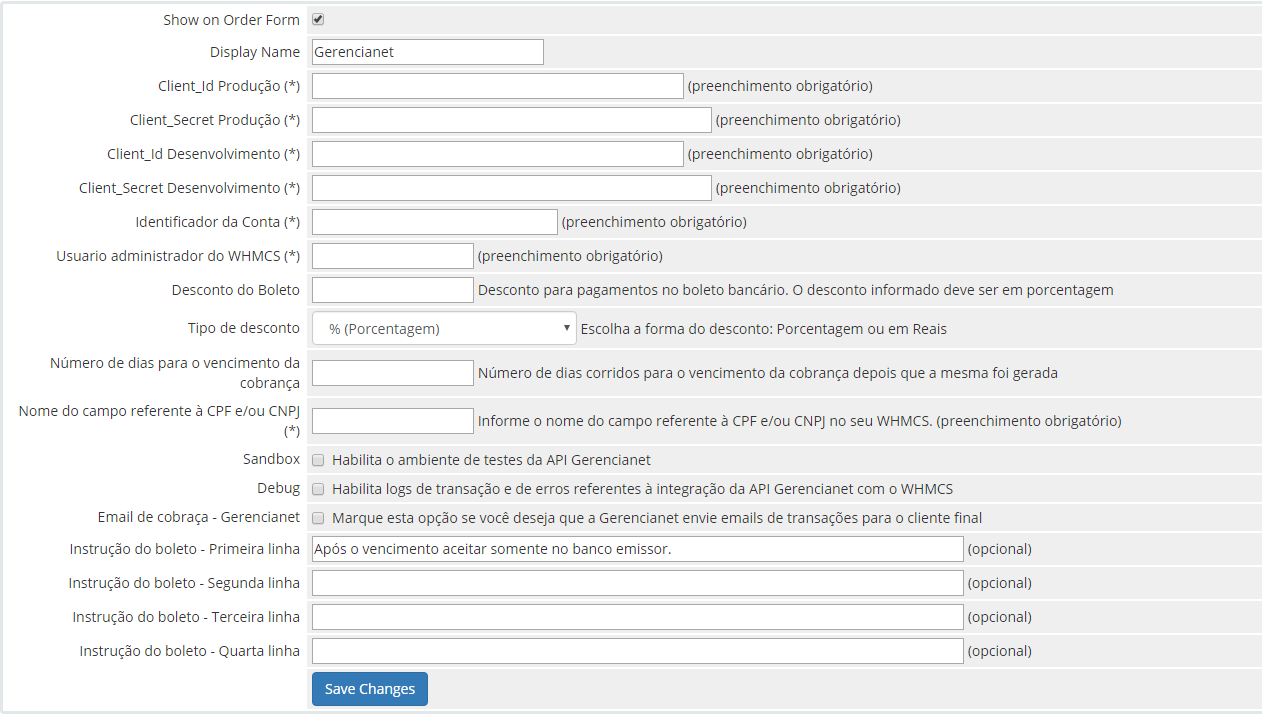 Show on Order Form
Display Name Gerencianet
Client_Id Produção (*) (preenchimento obrigatório)
Client_Secret Produção (*) (preenchimento obrigatório)
Client_Id Desenvolvimento (*) (preenchimento obrigatório)
Client_Secret Desenvolvimento (*) (preenchimento obrigatório)
Identificador da Conta (*) (preenchimento obrigatório)
Usuario administrador do WHMCS (*) (preenchimento obrigatório)
Desconto do Boleto Desconto para pagamentos no boleto bancário. O desconto informado deve ser em porcentagem
Tipo de desconto % (Porcentagem) Escolha a forma do desconto: Porcentagem ou em Reais
Número de dias para o vencimento da
cobrança
Número de dias corridos para o vencimento da cobrança depois que a mesma foi gerada
Nome do campo referente à CPF e/ou CNPJ
(*)
Informe o nome do campo referente à CPF e/ou CNPJ no seu WHMCS. (preenchimento obrigatório)
Sandbox Habilita o ambiente de testes da API Gerencianet
Debug Habilita logs de transação e de erros referentes à integração da API Gerencianet com o WHMCS
Email de cobraça - Gerencianet Marque esta opção se você deseja que a Gerencianet envie emails de transações para o cliente final
Instrução do boleto - Primeira linha Após o vencimento aceitar somente no banco emissor. (opcional)
Instrução do boleto - Segunda linha (opcional)
Instrução do boleto - Terceira linha (opcional)
Instrução do boleto - Quarta linha (opcional)
Save Changes